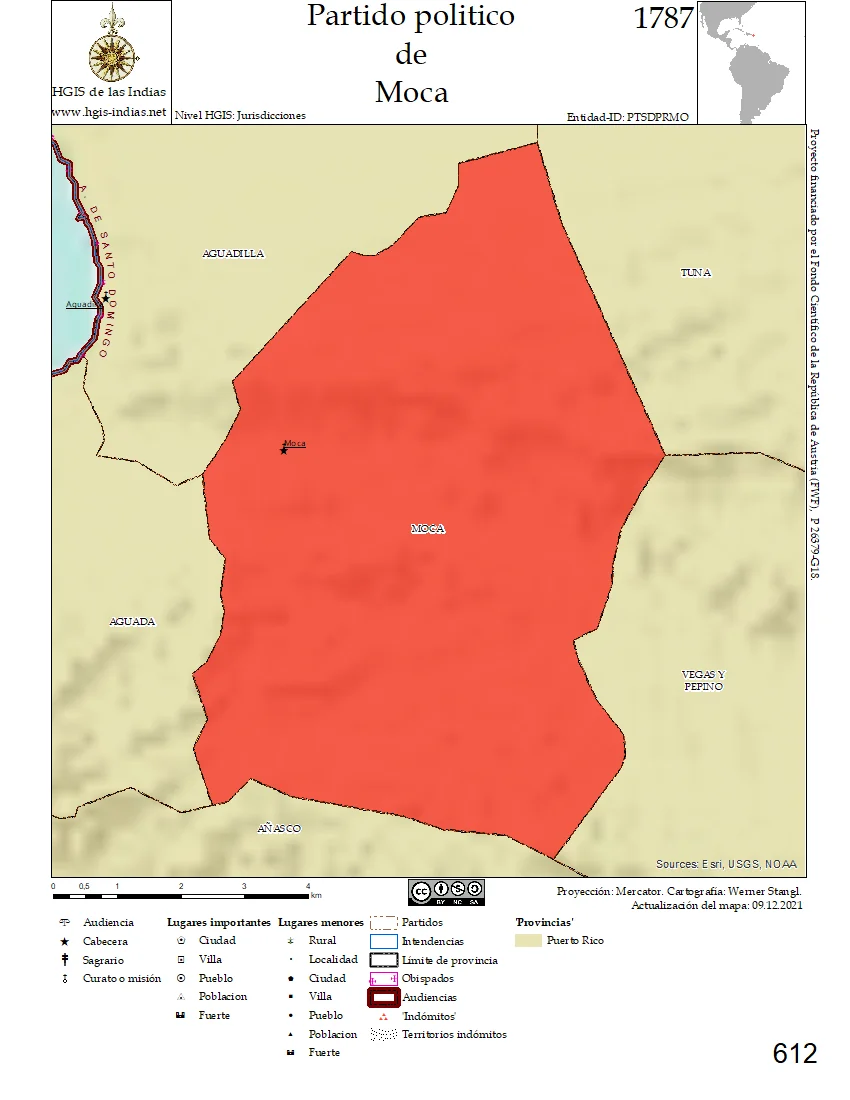 Partido politico
de
Moca
1787
HGIS de las Indias
www.hgis-indias.net
Nivel HGIS: Jurisdicciones
Entidad-ID: PTSDPRMO
Proyecto financiado por el Fondo Científico de la República de Austria (FWF), P 26379-G18.
A. DE SANTO DOMINGO
AGUADILLA
TUNA
Moca
MOCA
AGUADA
VEGAS Y
PEPINO
AÑASCO
Sources: Esri, USGS, NOAA
0 0,5 1 2 3 4
km
CC BY NC SA
Proyección: Mercator. Cartografía: Werner Stangl.
Actualización del mapa: 09.12.2021
Audiencia
Cabecera
Sagrario
Curato o misión
Lugares importantes
Ciudad
Villa
Pueblo
Poblacion
Fuerte
Lugares menores
Rural
Localidad
Ciudad
Villa
Pueblo
Poblacion
Fuerte
Partidos
Intendencias
Límite de provincia
Obispados
Audiencias
'Indómitos'
Territorios indómitos
'Provincias'
Puerto Rico
612